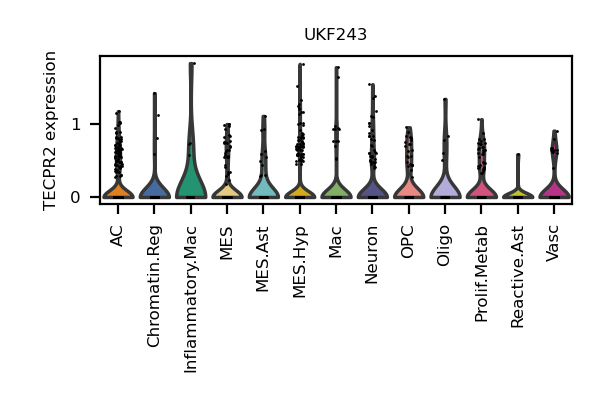 UKF243
TECPR2 expression
1
0
AC
Chromatin.Reg
Inflammatory.Mac
MES
MES.Ast
MES.Hyp
Mac
Neuron
OPC
Oligo
Prolif.Metab
Reactive.Ast
Vasc